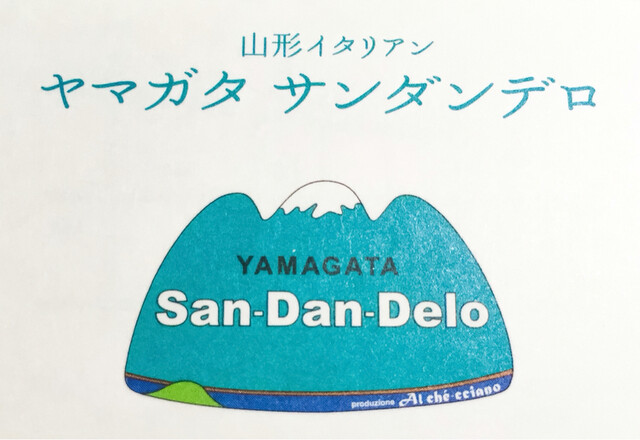 山形イタリアン
ヤマガタ サンダンデロ
YAMAGATA
San-Dan-Delo
produzione Al ché-cciano